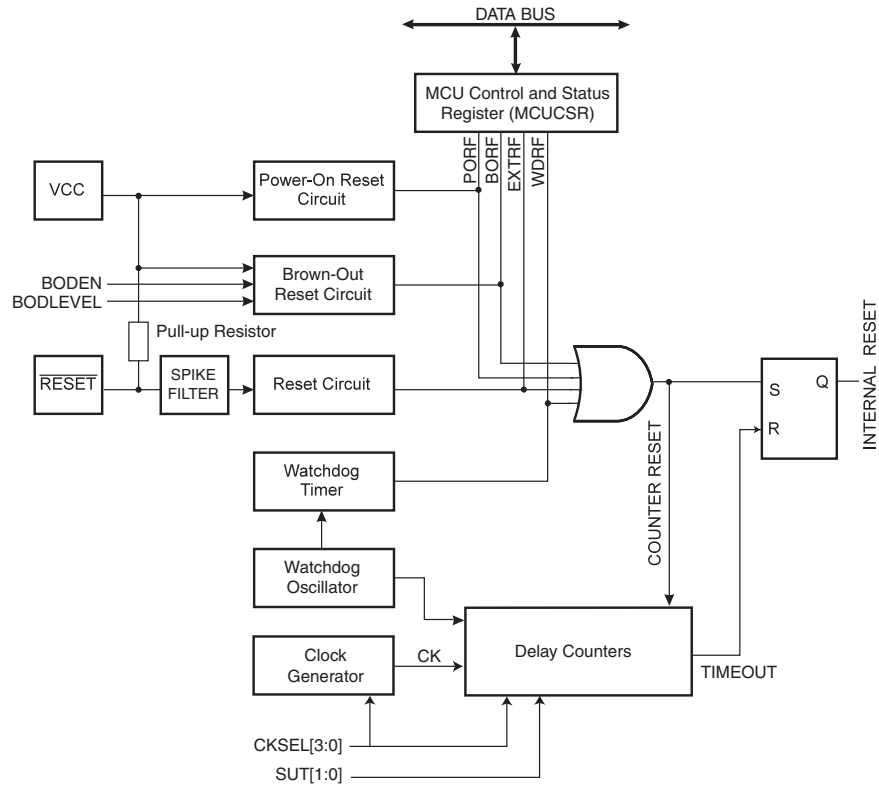 DATA BUS
MCU Control and Status
Register (MCUCSR)
PORF
BORF
EXTRF
WDRF
VCC
Power-On Reset
Circuit
BODEN
BODLEVEL
Brown-Out
Reset Circuit
Pull-up Resistor
RESET
SPIKE
FILTER
Reset Circuit
S
Q
R
INTERNAL RESET
Watchdog
Timer
COUNTER RESET
Watchdog
Oscillator
Clock
Generator
CK
Delay Counters
TIMEOUT
CKSEL[3:0]
SUT[1:0]